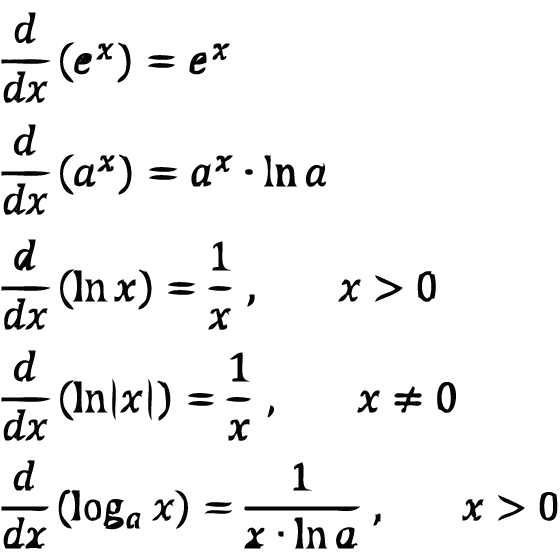 d/dx (e^x) = e^x
d/dx (a^x) = a^x · ln a
d/dx (ln x) = 1/x , x > 0
d/dx (ln|x|) = 1/x , x ≠ 0
d/dx (log_a x) = 1/(x · ln a) , x > 0